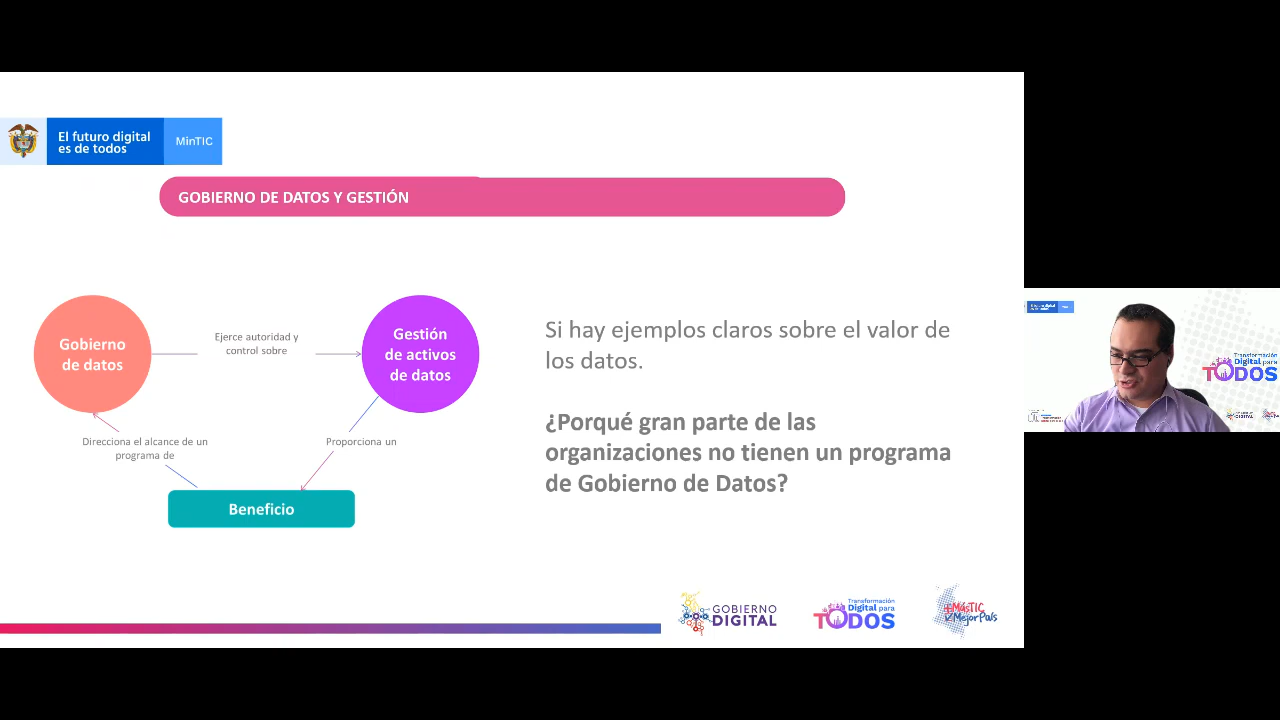 El futuro digital
es de todos
MinTIC
GOBIERNO DE DATOS Y GESTIÓN
Gobierno
de datos
Ejerce autoridad y
control sobre
Gestión
de activos
de datos
Direcciona el alcance de un
programa de
Proporciona un
Beneficio
Si hay ejemplos claros sobre el valor de
los datos.
¿Porqué gran parte de las
organizaciones no tienen un programa
de Gobierno de Datos?
GOBIERNO
DIGITAL
Transformación
Digital para
TODOS
+MásTIC
MejorPaís
Transformación
Digital para
TODOS